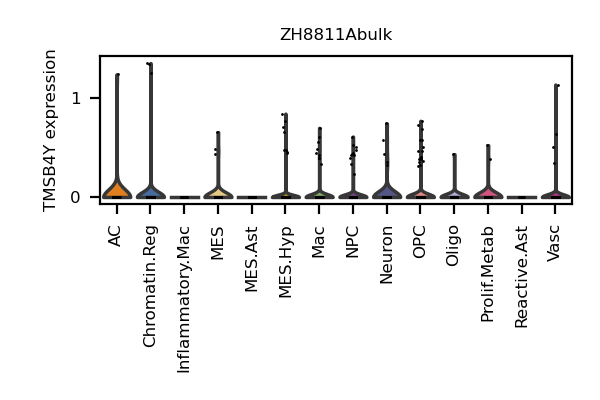 ZH8811Abulk
TMSB4Y expression
1
0
AC
Chromatin.Reg
Inflammatory.Mac
MES
MES.Ast
MES.Hyp
Mac
NPC
Neuron
OPC
Oligo
Prolif.Metab
Reactive.Ast
Vasc